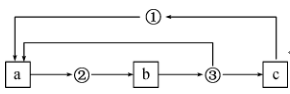 ①
a ② b ③ c